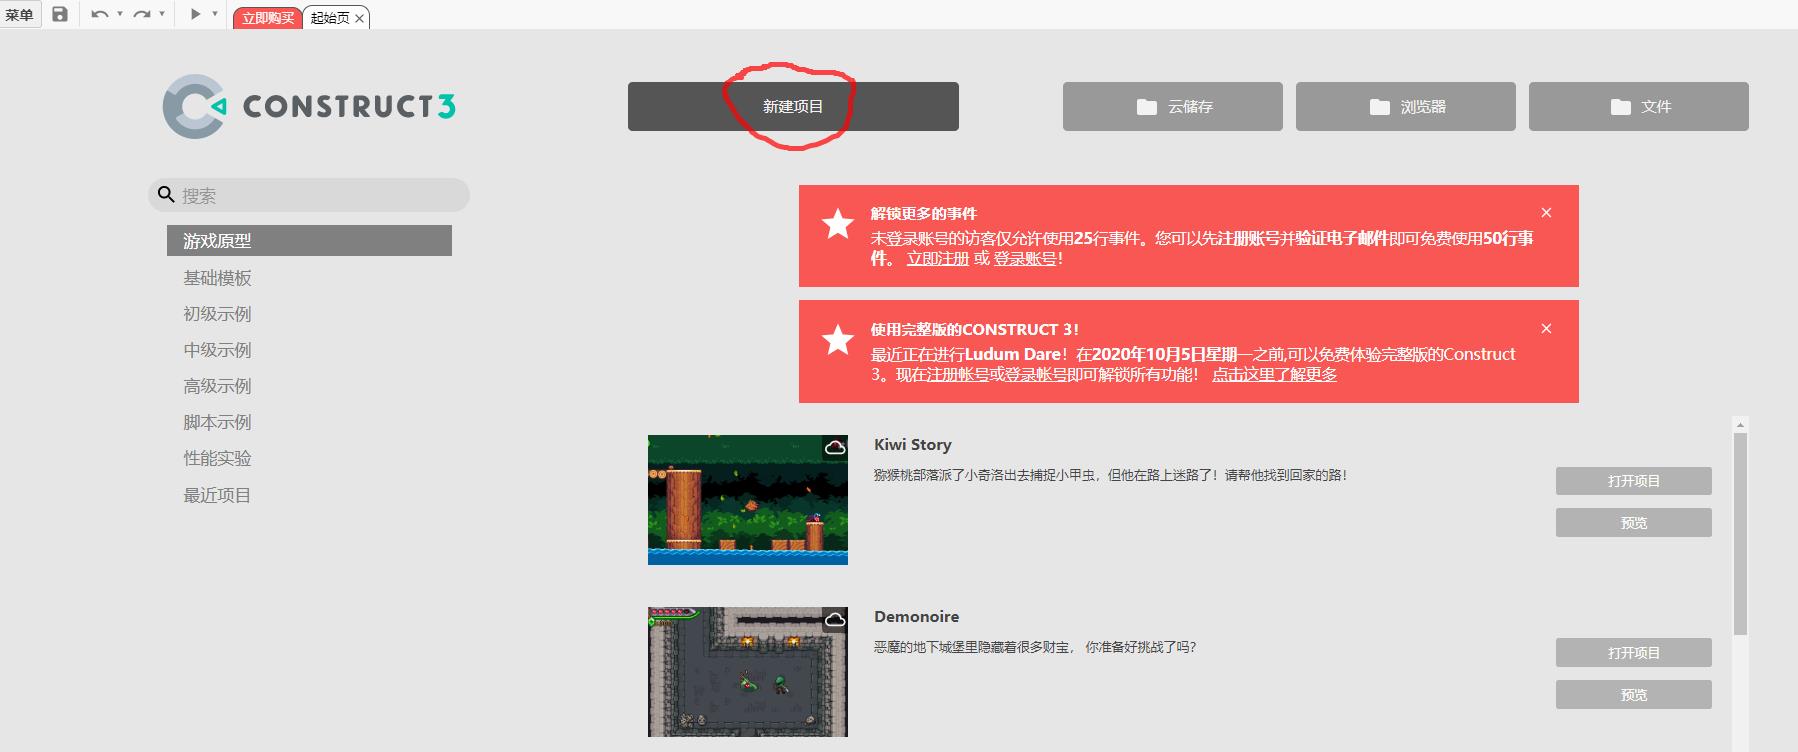 菜单
立即购买
起始页
CONSTRUCT 3
新建项目
云储存
浏览器
文件
搜索
游戏原型
基础模板
初级示例
中级示例
高级示例
脚本示例
性能实验
最近项目
解锁更多的事件
未登录账号的访客仅允许使用25行事件。您可以先注册账号并验证电子邮件即可免费使用50行事
件。 立即注册 或 登录账号!
使用完整版的CONSTRUCT 3!
最近正在进行Ludum Dare! 在2020年10月5日星期一之前,可以免费体验完整版的Construct
3。现在注册帐号或登录帐号即可解锁所有功能! 点击这里了解更多
Kiwi Story
猕猴桃部落派了小奇洛出去捕捉小甲虫，但他在路上迷路了！请帮他找到回家的路！
打开项目
预览
Demonoire
恶魔的地下城堡里隐藏着很多财宝， 你准备好挑战了吗？
打开项目
预览